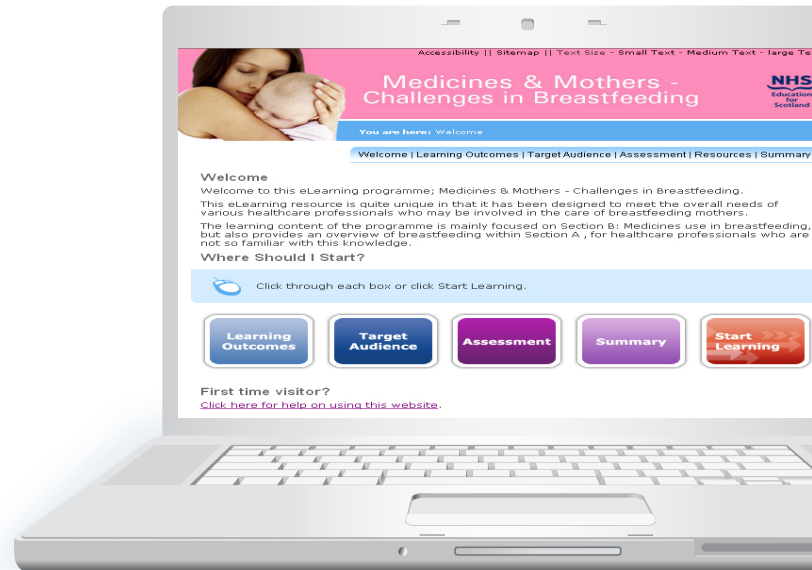 Accessibility || Sitemap || Text Size - Small Text - Medium Text - large
Medicines & Mothers -
Challenges in Breastfeeding
NHS
Education
for
Scotland
You are here: Welcome
Welcome | Learning Outcomes | Target Audience | Assessment | Resources | Summary
Welcome
Welcome to this eLearning programme; Medicines & Mothers - Challenges in Breastfeeding.
This eLearning resource is quite unique in that it has been designed to meet the overall needs of
various healthcare professionals who may be involved in the care of breastfeeding mothers.
The learning content of the programme is mainly focused on Section B: Medicines use in breastfeeding,
but also provides an overview of breastfeeding within Section A , for healthcare professionals who are
not so familiar with this knowledge.
Where Should I Start?
Click through each box or click Start Learning.
Learning
Outcomes
Target
Audience
Assessment
Summary
Start
Learning
First time visitor?
Click here for help on using this website.